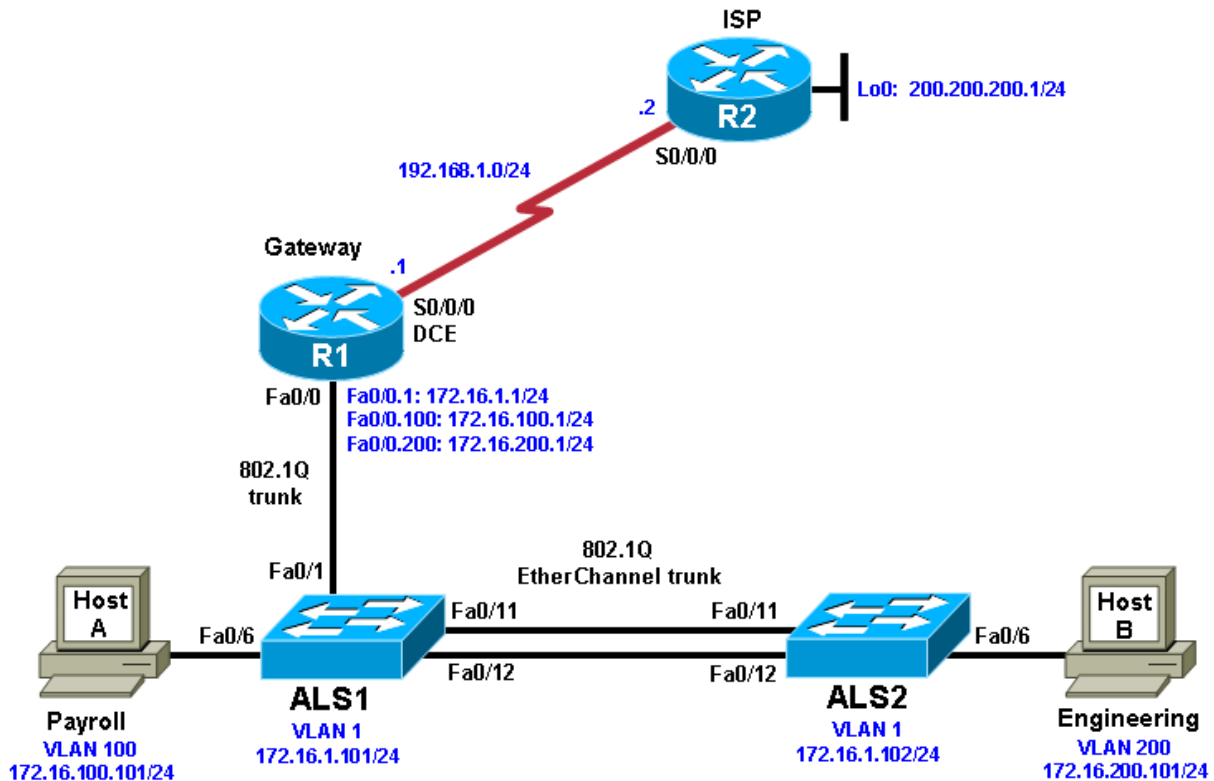 ISP
R2
Lo0: 200.200.200.1/24
.2
S0/0/0
192.168.1.0/24
Gateway
.1
S0/0/0
DCE
R1
Fa0/0
Fa0/0.1: 172.16.1.1/24
Fa0/0.100: 172.16.100.1/24
Fa0/0.200: 172.16.200.1/24
802.1Q
trunk
802.1Q
EtherChannel trunk
Fa0/1
Host
A
Fa0/6
Fa0/11
Fa0/11
Host
B
Fa0/6
Fa0/12
Fa0/12
Payroll
VLAN 100
172.16.100.101/24
ALS1
VLAN 1
172.16.1.101/24
ALS2
VLAN 1
172.16.1.102/24
Engineering
VLAN 200
172.16.200.101/24